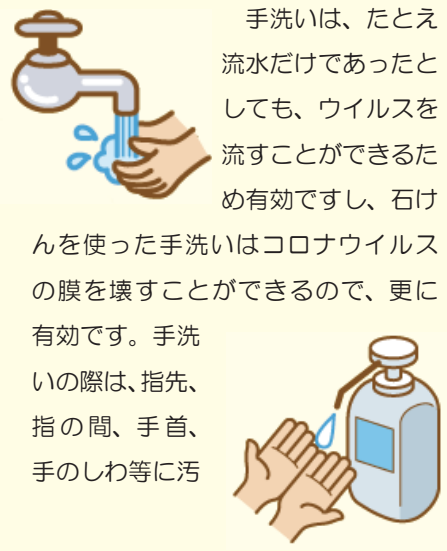 手洗いは、たとえ
流水だけであったと
しても、ウイルスを
流すことができるた
め有効ですし、石け
んを使った手洗いはコロナウイルス
の膜を壊すことができるので、更に
有効です。手洗
いの際は、指先、
指の間、手首、
手のしわ等に汚